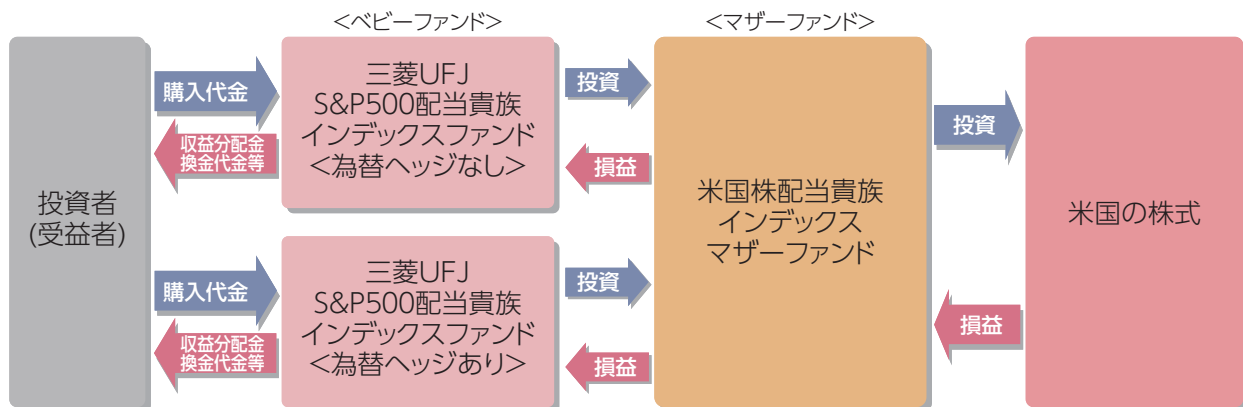 <ベビーファンド>
<マザーファンド>
投資者
(受益者)
購入代金
収益分配金
換金代金等
三菱UFJ
S&P500配当貴族
インデックスファンド
<為替ヘッジなし>
投資
損益
購入代金
収益分配金
換金代金等
三菱UFJ
S&P500配当貴族
インデックスファンド
<為替ヘッジあり>
投資
損益
米国株配当貴族
インデックス
マザーファンド
投資
損益
米国の株式